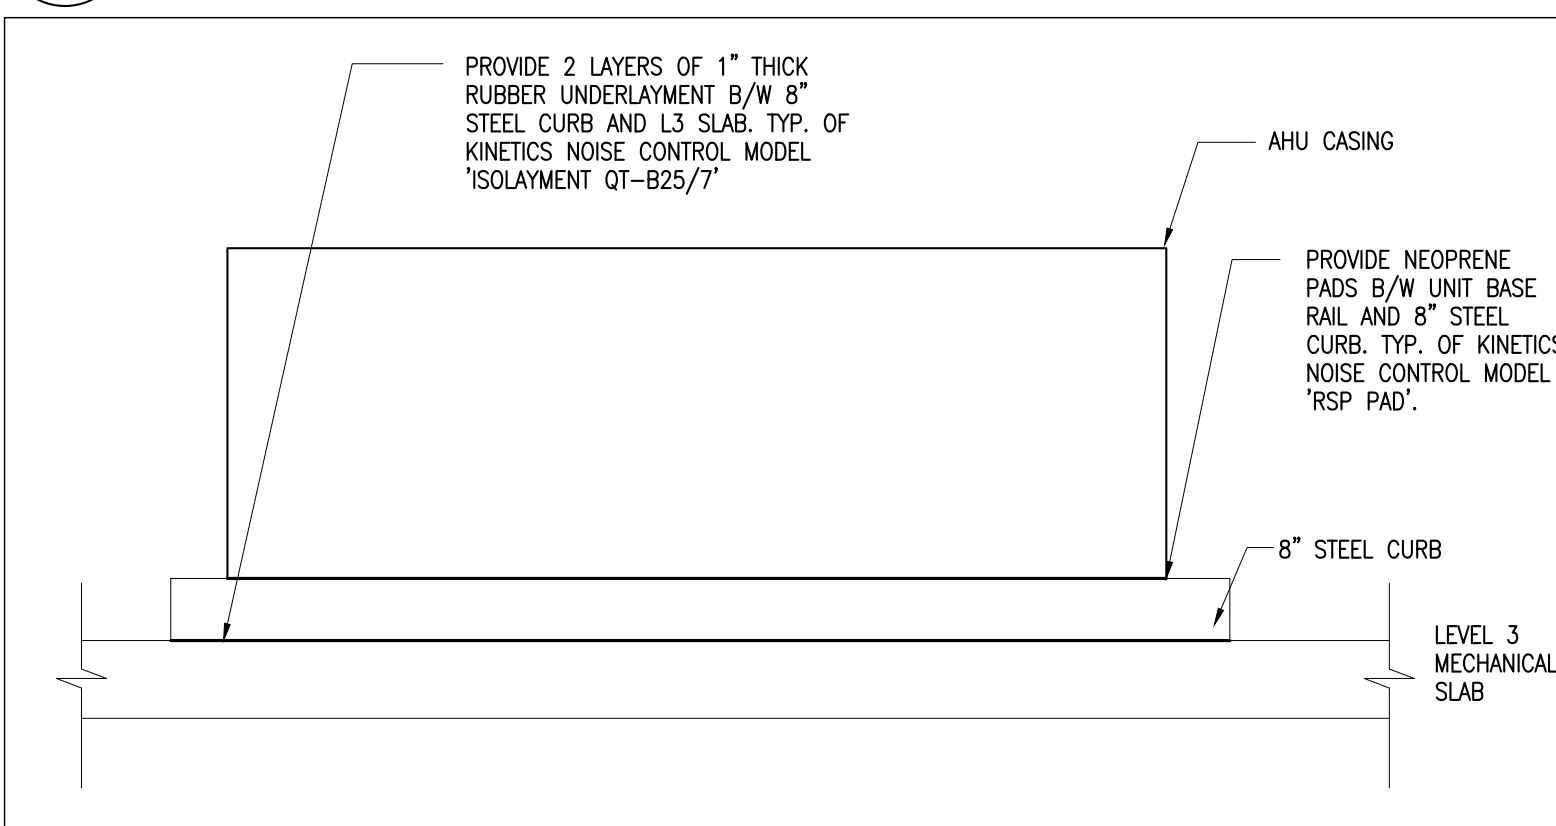 PROVIDE 2 LAYERS OF 1" THICK
RUBBER UNDERLAYMENT B/W 8"
STEEL CURB AND L3 SLAB. TYP. OF
KINETICS NOISE CONTROL MODEL
'ISOLAYMENT QT-B25/7'
AHU CASING
PROVIDE NEOPRENE
PADS B/W UNIT BASE
RAIL AND 8" STEEL
CURB. TYP. OF KINETICS
NOISE CONTROL MODEL
'RSP PAD'.
8" STEEL CURB
LEVEL 3
MECHANICAL
SLAB